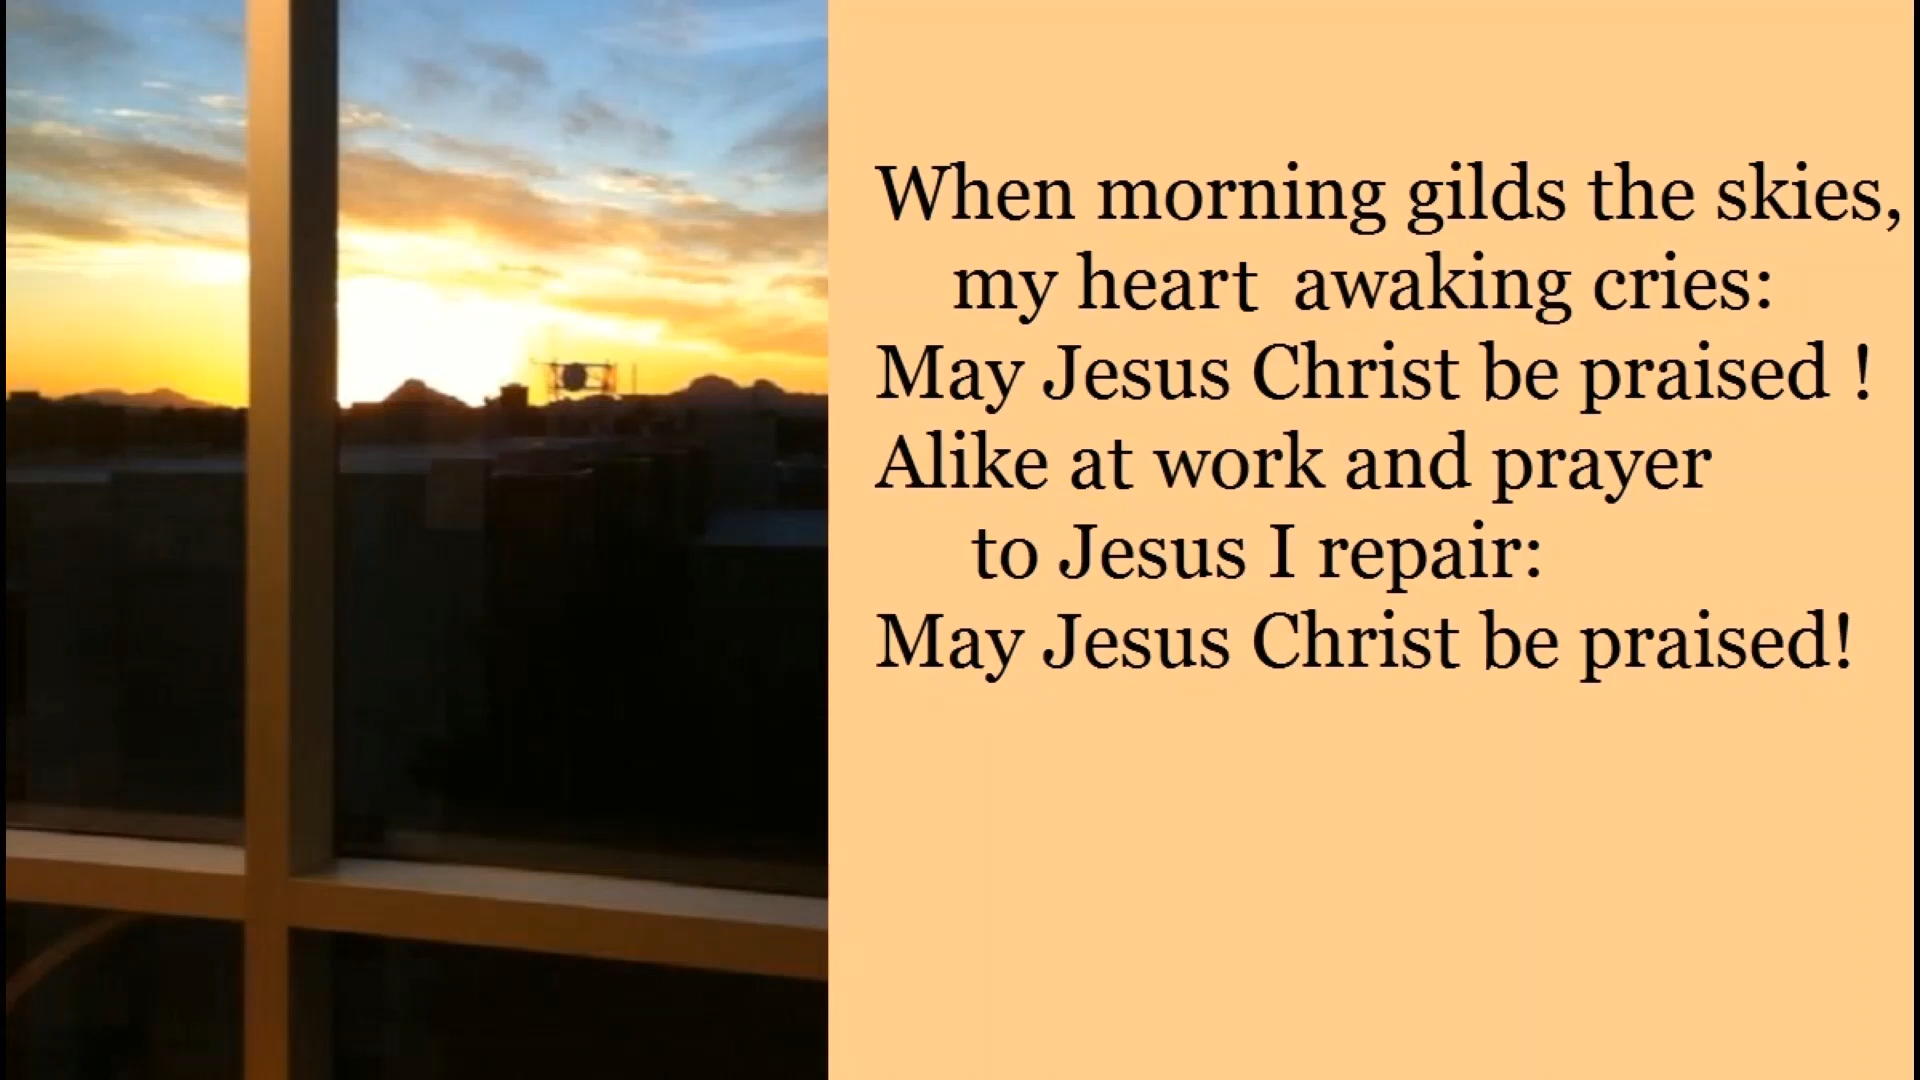 When morning gilds the skies,
my heart awaking cries:
May Jesus Christ be praised !
Alike at work and prayer
to Jesus I repair:
May Jesus Christ be praised!